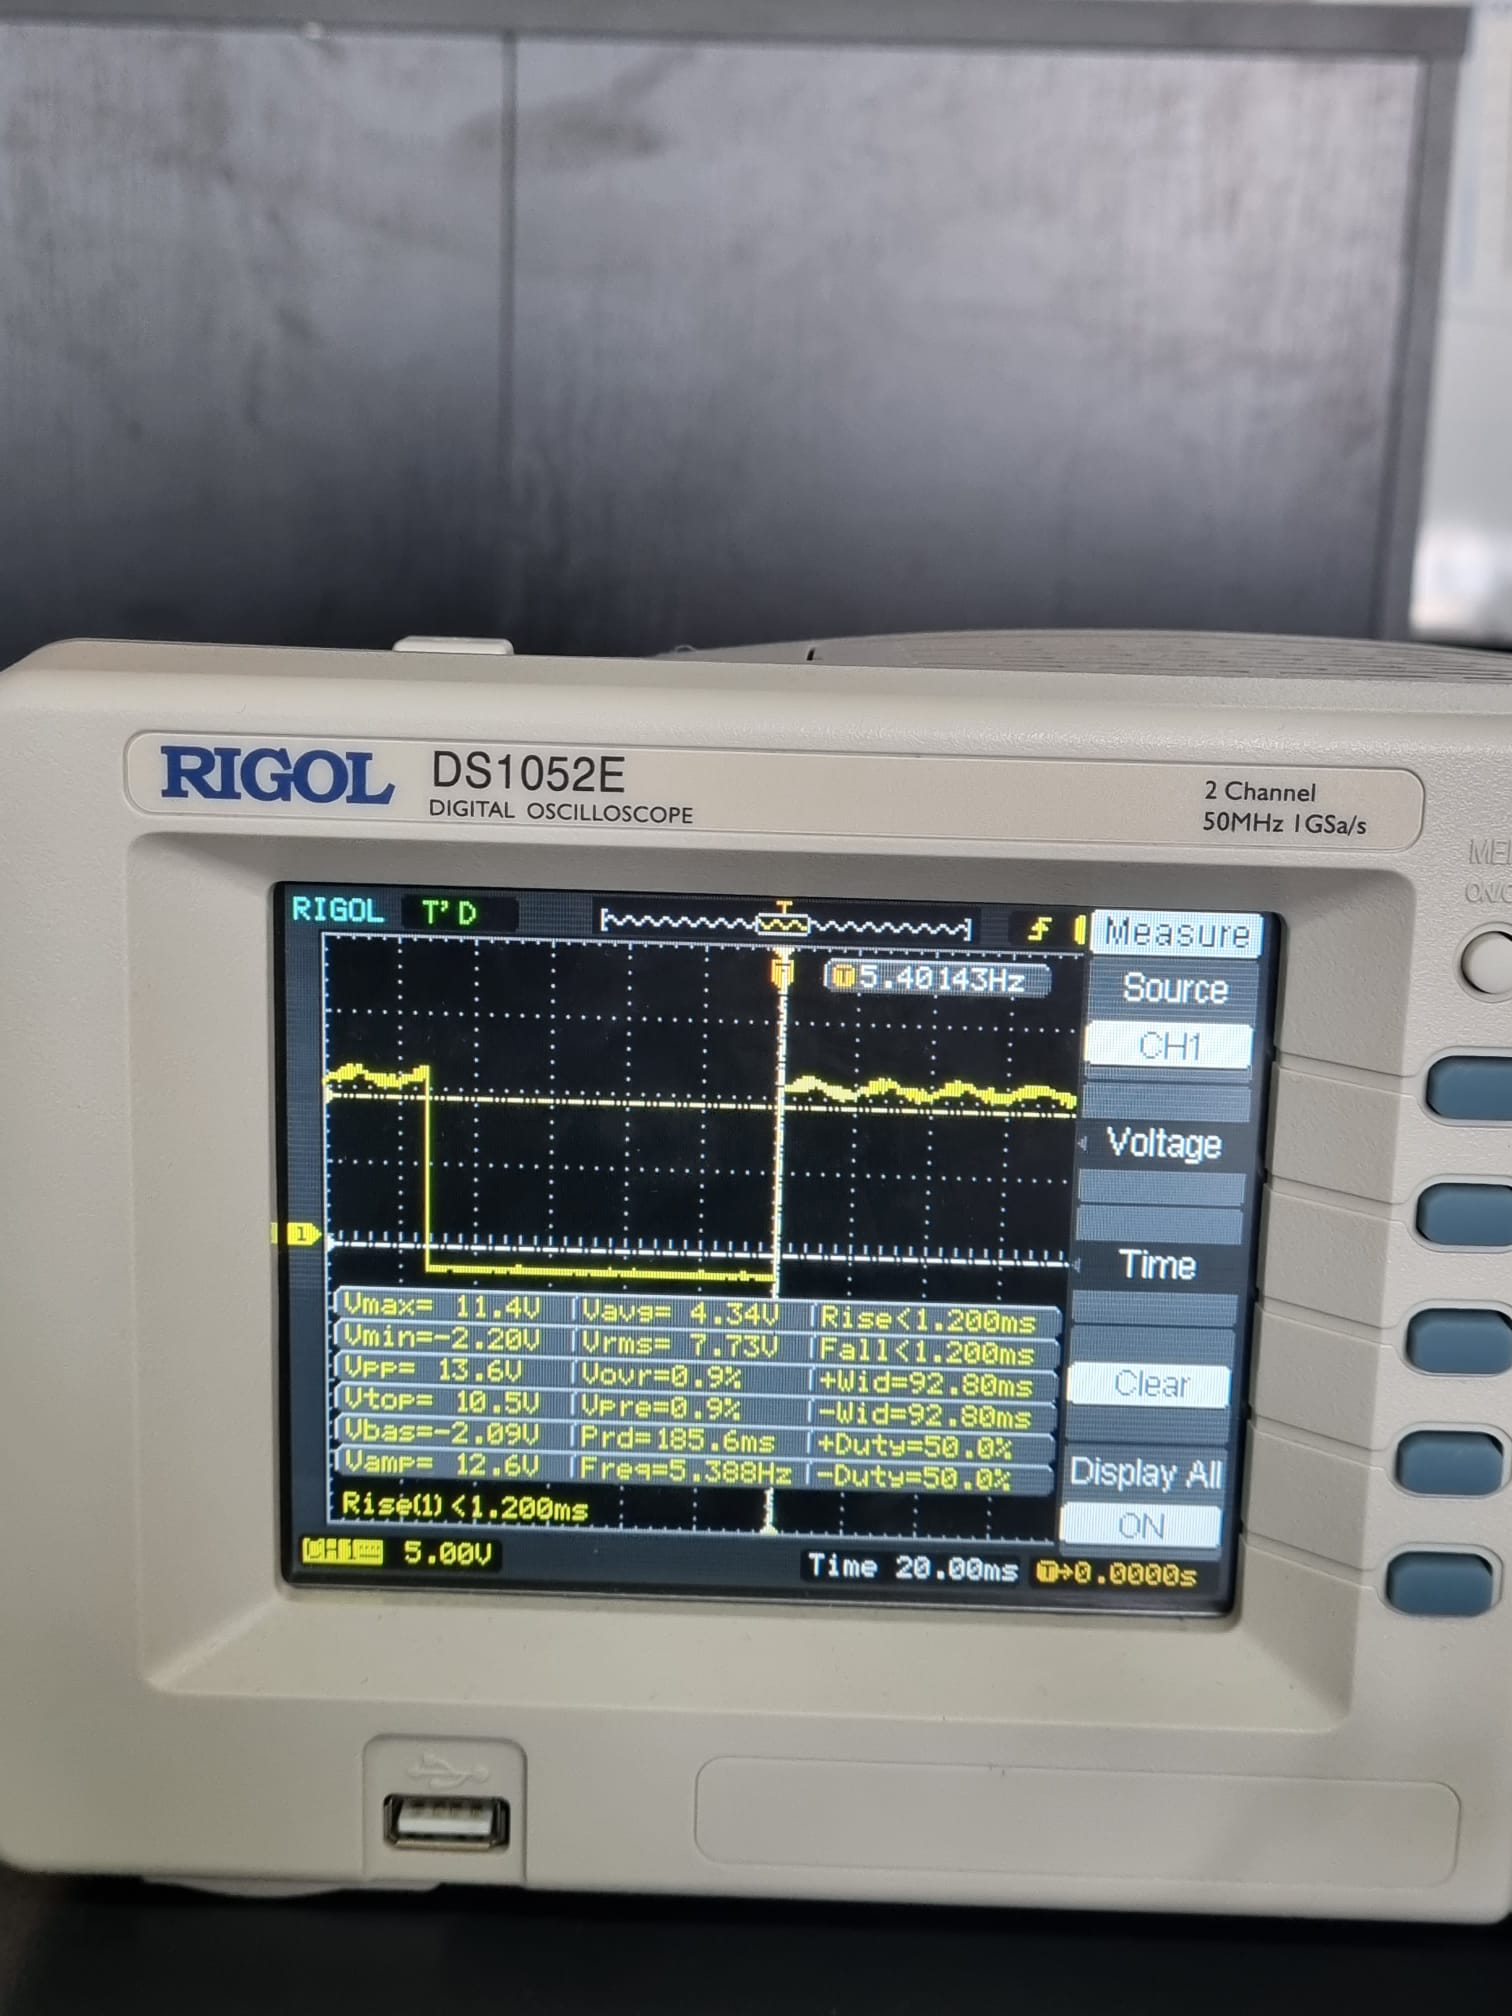 RIGOL DS1052E
DIGITAL OSCILLOSCOPE
2 Channel
50MHz 1GSa/s
RIGOL T'D
T
Measure
T 5.40143Hz
Source
CH1
Voltage
1
Time
Vmax= 11.4V Vavg= 4.34V Rise<1.200ms
Vmin=-2.20V Vrms= 7.73V Fall<1.200ms
Vpp= 13.6V Vovr=0.9% +Wid=92.80ms
Vtop= 10.5V Vpre=0.9% -Wid=92.80ms
Vbas=-2.09V Prd=185.6ms +Duty=50.0%
Vamp= 12.6V Freq=5.388Hz -Duty=50.0%
Clear
Display All
ON
Rise(1)<1.200ms
5.00V Time 20.00ms T→0.0000s